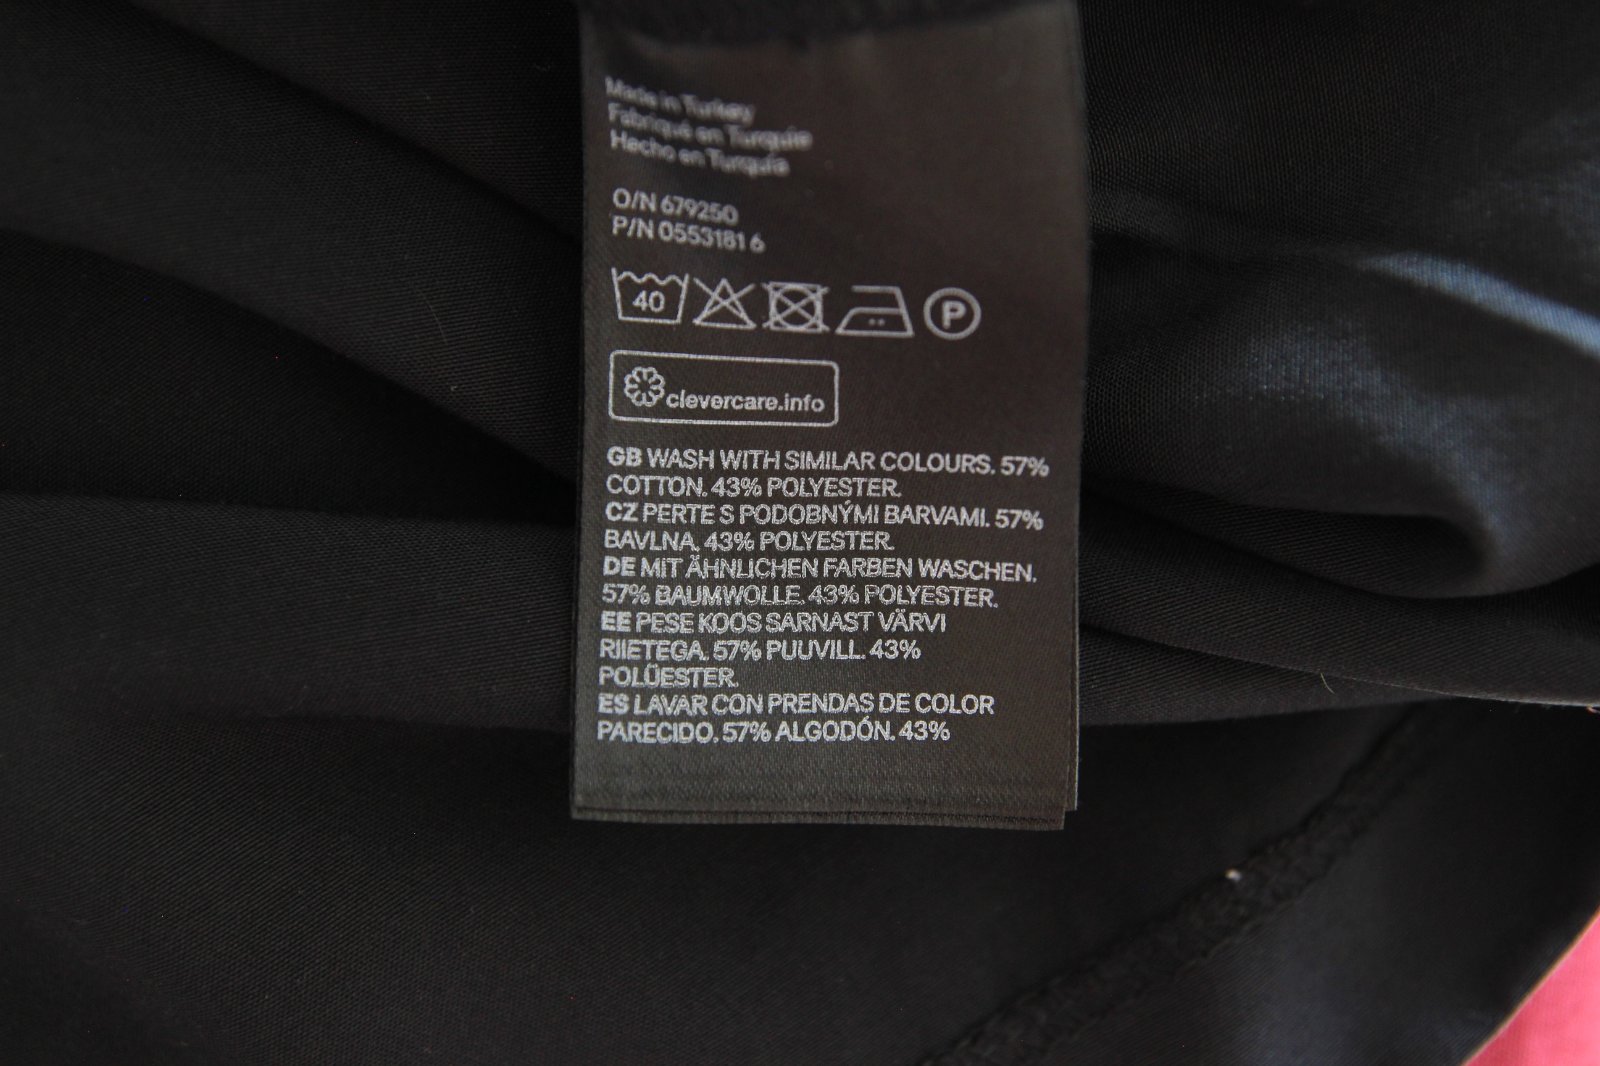 Made in Turkey
Fabriqué en Turquie
Hecho en Turquía
O/N 679250
P/N 0553181 6
40
P
clevercare.info
GB WASH WITH SIMILAR COLOURS. 57%
COTTON. 43% POLYESTER.
CZ PERTE S PODOBNÝMI BARVAMI. 57%
BAVLNA. 43% POLYESTER.
DE MIT ÄHNLICHEN FARBEN WASCHEN.
57% BAUMWOLLE. 43% POLYESTER.
EE PESE KOOS SARNAST VÄRVI
RIIETEGA. 57% PUUVILL. 43%
POLÜESTER.
ES LAVAR CON PRENDAS DE COLOR
PARECIDO. 57% ALGODÓN. 43%